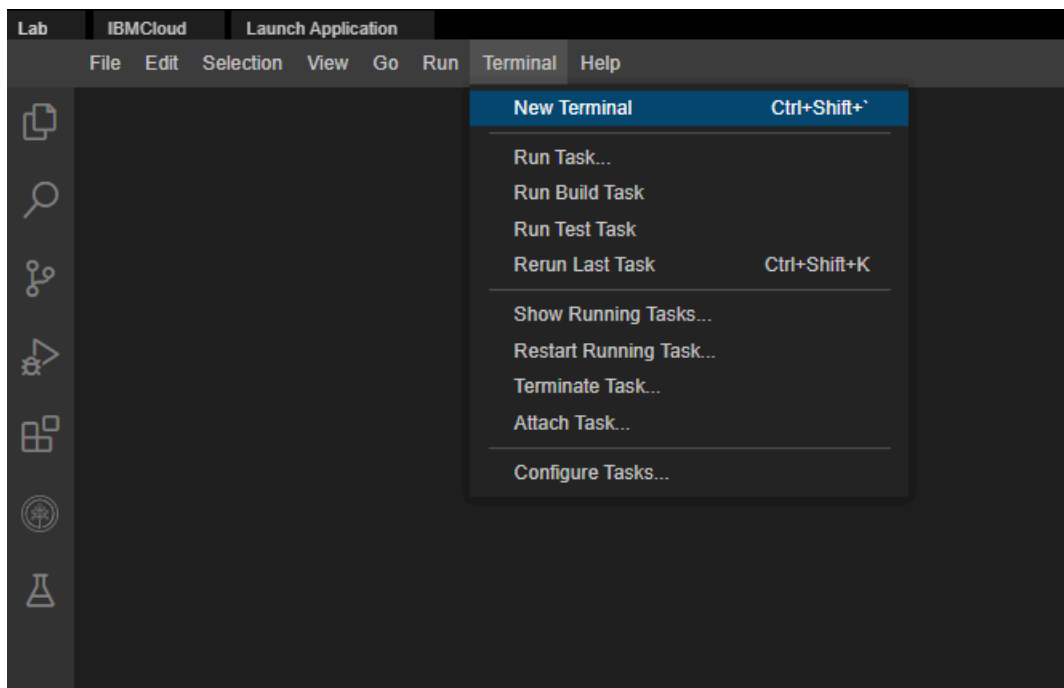 Lab IBMCloud Launch Application
File Edit Selection View Go Run Terminal Help
New Terminal Ctrl+Shift+`
Run Task...
Run Build Task
Run Test Task
Rerun Last Task Ctrl+Shift+K
Show Running Tasks...
Restart Running Task...
Terminate Task...
Attach Task...
Configure Tasks...